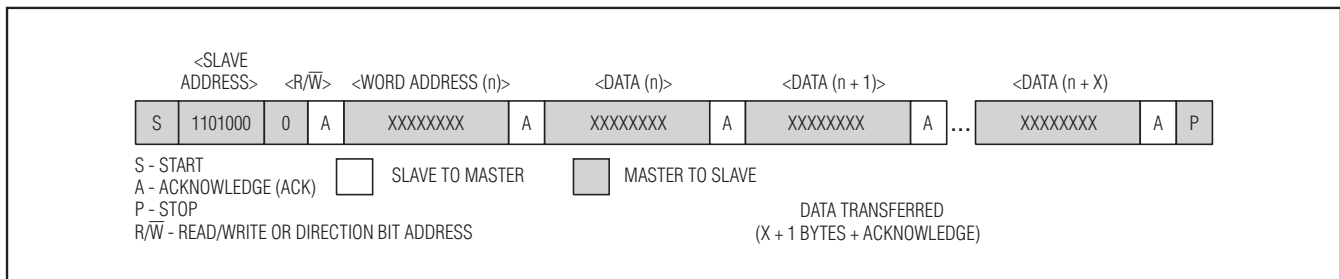 <SLAVE
ADDRESS> <R/W̅> <WORD ADDRESS (n)> <DATA (n)> <DATA (n + 1)> <DATA (n + X)
S 1101000 0 A XXXXXXXX A XXXXXXXX A XXXXXXXX A ... XXXXXXXX A P
S - START
A - ACKNOWLEDGE (ACK) SLAVE TO MASTER MASTER TO SLAVE
P - STOP DATA TRANSFERRED
R/W̅ - READ/WRITE OR DIRECTION BIT ADDRESS (X + 1 BYTES + ACKNOWLEDGE)